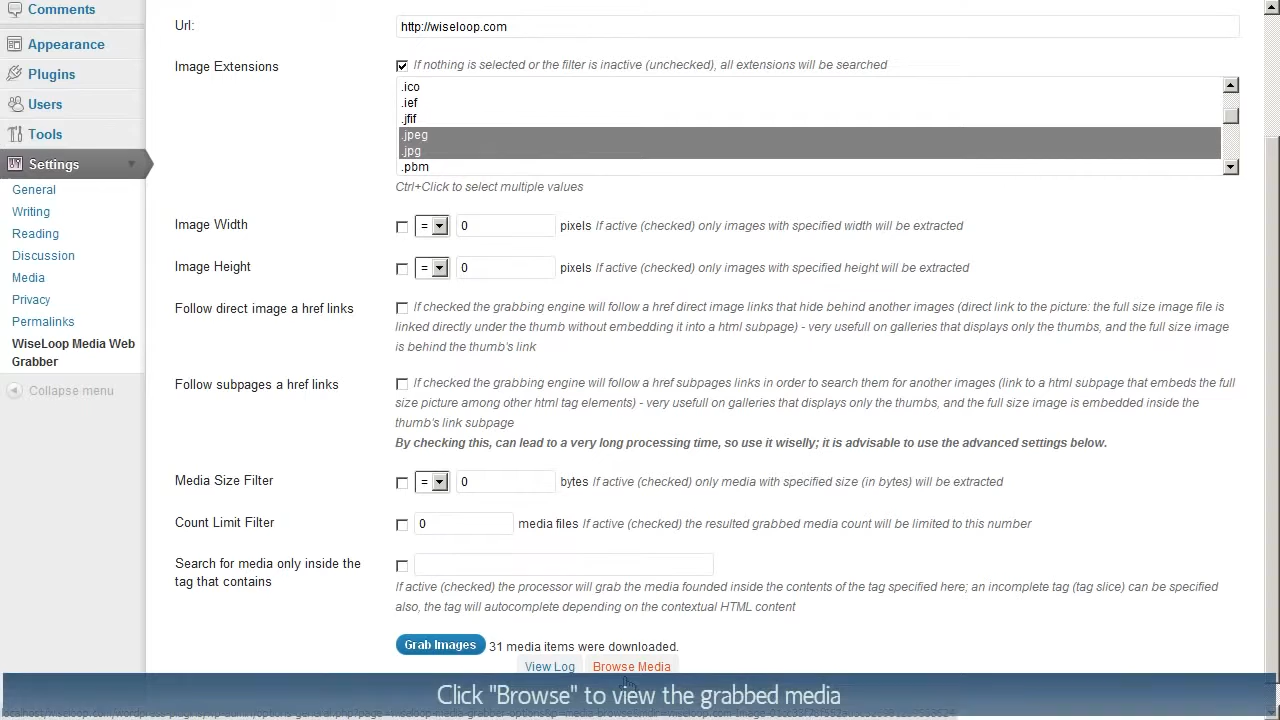 Comments
Appearance
Plugins
Users
Tools
Settings
General
Writing
Reading
Discussion
Media
Privacy
Permalinks
WiseLoop Media Web
Grabber
Collapse menu
Url:
http://wiseloop.com
Image Extensions
If nothing is selected or the filter is inactive (unchecked), all extensions will be searched
.ico
.ief
.jfif
.jpeg
.jpg
.pbm
Ctrl+Click to select multiple values
Image Width
= 0 pixels If active (checked) only images with specified width will be extracted
Image Height
= 0 pixels If active (checked) only images with specified height will be extracted
Follow direct image a href links
If checked the grabbing engine will follow a href direct image links that hide behind another images (direct link to the picture: the full size image file is
linked directly under the thumb without embedding it into a html subpage) - very usefull on galleries that displays only the thumbs, and the full size image
is behind the thumb's link
Follow subpages a href links
If checked the grabbing engine will follow a href subpages links in order to search them for another images (link to a html subpage that embeds the full
size picture among other html tag elements) - very usefull on galleries that displays only the thumbs, and the full size image is embedded inside the
thumb's link subpage
By checking this, can lead to a very long processing time, so use it wiselly; it is advisable to use the advanced settings below.
Media Size Filter
= 0 bytes If active (checked) only media with specified size (in bytes) will be extracted
Count Limit Filter
0 media files If active (checked) the resulted grabbed media count will be limited to this number
Search for media only inside the
tag that contains
If active (checked) the processor will grab the media founded inside the contents of the tag specified here; an incomplete tag (tag slice) can be specified
also, the tag will autocomplete depending on the contextual HTML content
Grab Images 31 media items were downloaded.
View Log Browse Media
Click "Browse" to view the grabbed media